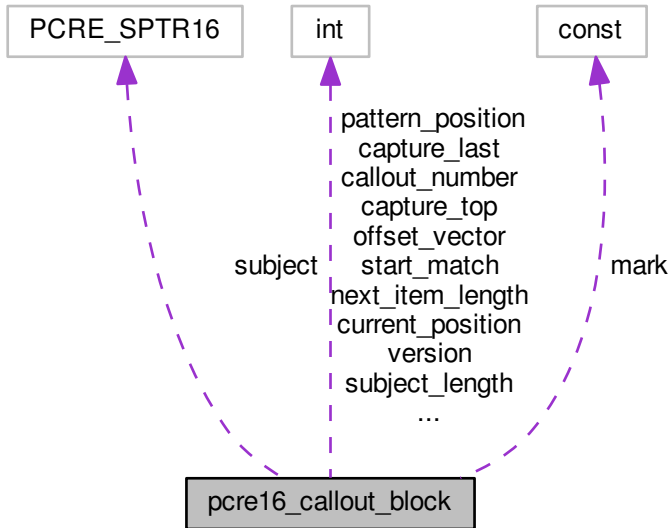 PCRE_SPTR16
int
const
subject
pattern_position
capture_last
callout_number
capture_top
offset_vector
start_match
next_item_length
current_position
version
subject_length
...
mark
pcre16_callout_block